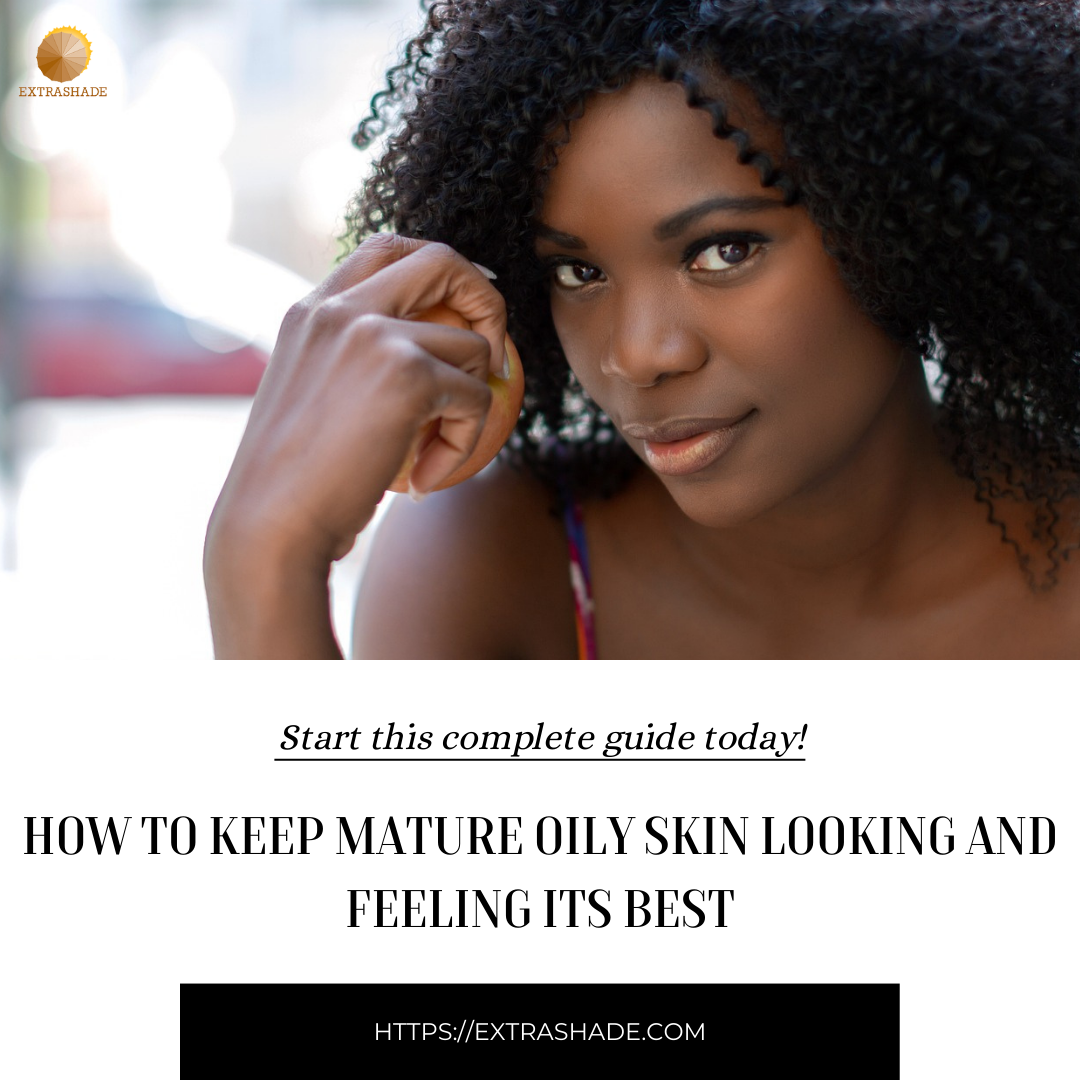 EXTRASHADE
Start this complete guide today!
HOW TO KEEP MATURE OILY SKIN LOOKING AND
FEELING ITS BEST
HTTPS://EXTRASHADE.COM